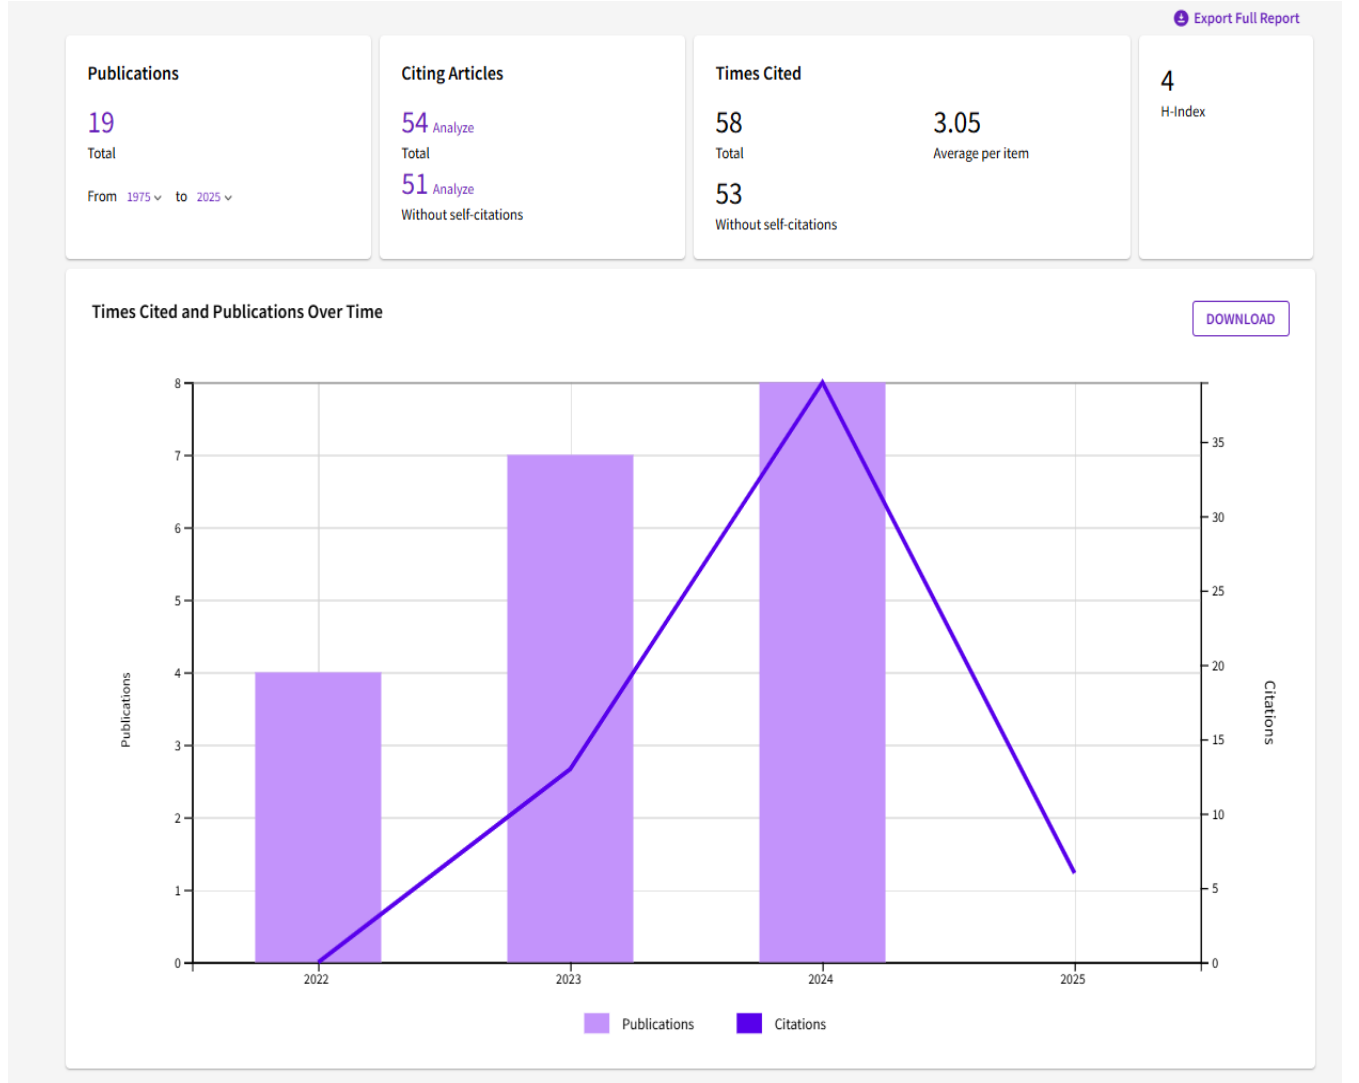 Export Full Report
Publications
19
Total
From 1975 to 2025
Citing Articles
54 Analyze
Total
51 Analyze
Without self-citations
Times Cited
58
Total
53
Without self-citations
3.05
Average per item
4
H-Index
Times Cited and Publications Over Time
DOWNLOAD
8
7
6
5
4
3
2
1
0
Publications
35
30
25
20
15
10
5
0
Citations
2022 2023 2024 2025
Publications Citations